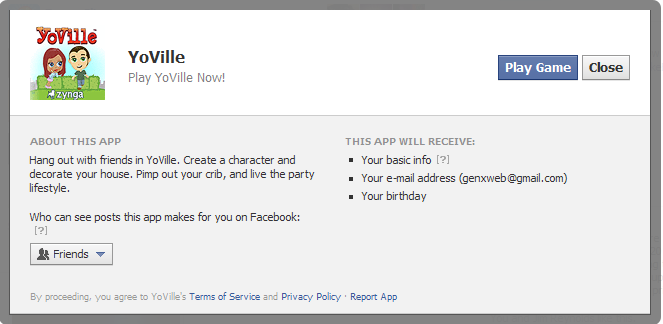 YoVille
zynga
YoVille
Play YoVille Now!
Play Game
Close
ABOUT THIS APP
Hang out with friends in YoVille. Create a character and
decorate your house. Pimp out your crib, and live the party
lifestyle.
Who can see posts this app makes for you on Facebook:
[?]
Friends
THIS APP WILL RECEIVE:
Your basic info [?]
Your e-mail address (genxweb@gmail.com)
Your birthday
By proceeding, you agree to YoVille's Terms of Service and Privacy Policy · Report App